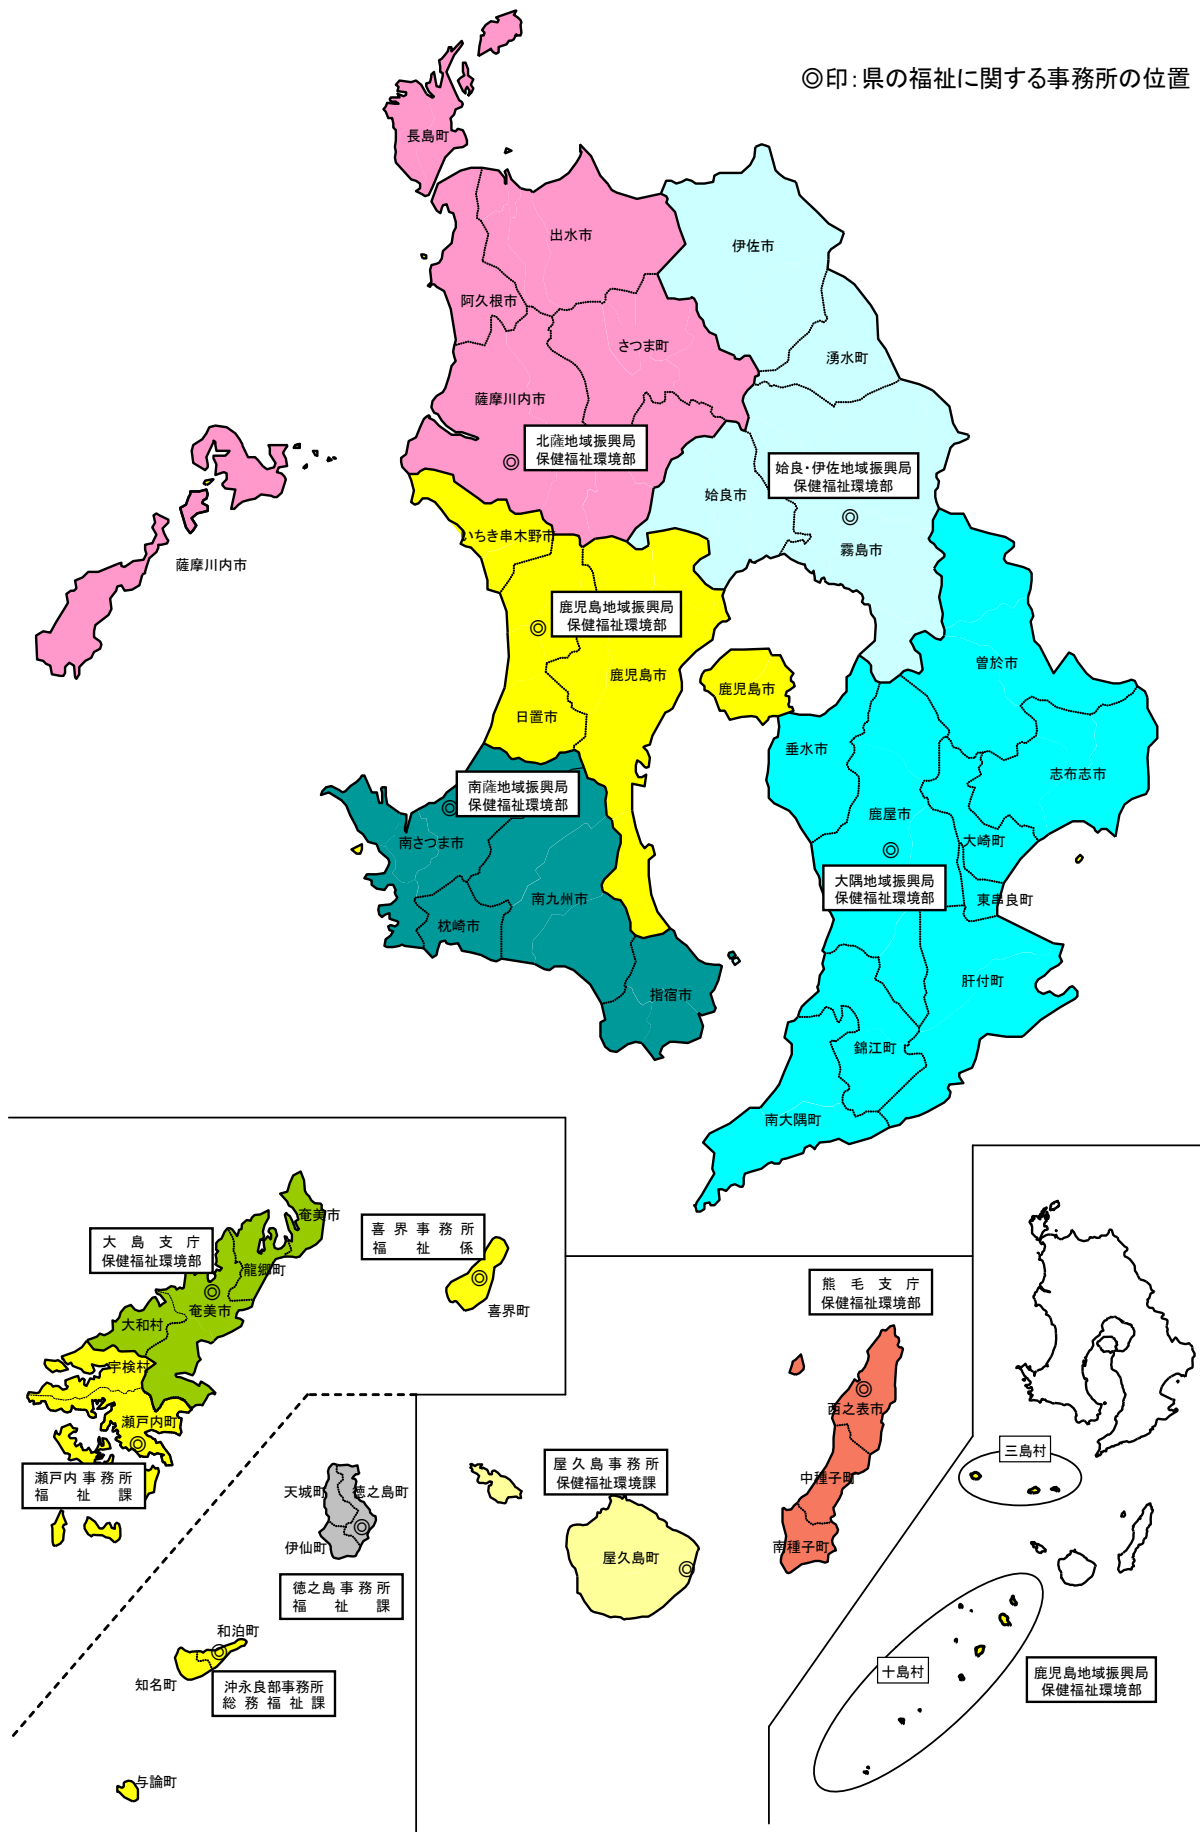 ◎印：県の福祉に関する事務所の位置
長島町
出水市
伊佐市
阿久根市
さつま町
湧水町
薩摩川内市
北薩地域振興局
保健福祉環境部
姶良・伊佐地域振興局
保健福祉環境部
姶良市
霧島市
いちき串木野市
薩摩川内市
鹿児島地域振興局
保健福祉環境部
曽於市
鹿児島市
鹿児島市
日置市
垂水市
志布志市
南薩地域振興局
保健福祉環境部
鹿屋市
南さつま市
大崎町
大隅地域振興局
保健福祉環境部
南九州市
東串良町
枕崎市
肝付町
指宿市
錦江町
南大隅町
奄美市
大島支庁
保健福祉環境部
喜界事務所
福祉係
龍郷町
奄美市
喜界町
大和村
宇検村
熊毛支庁
保健福祉環境部
西之表市
瀬戸内町
三島村
瀬戸内事務所
福祉課
屋久島事務所
保健福祉環境課
中種子町
天城町
徳之島町
伊仙町
南種子町
屋久島町
徳之島事務所
福祉課
和泊町
知名町
沖永良部事務所
総務福祉課
十島村
鹿児島地域振興局
保健福祉環境部
与論町